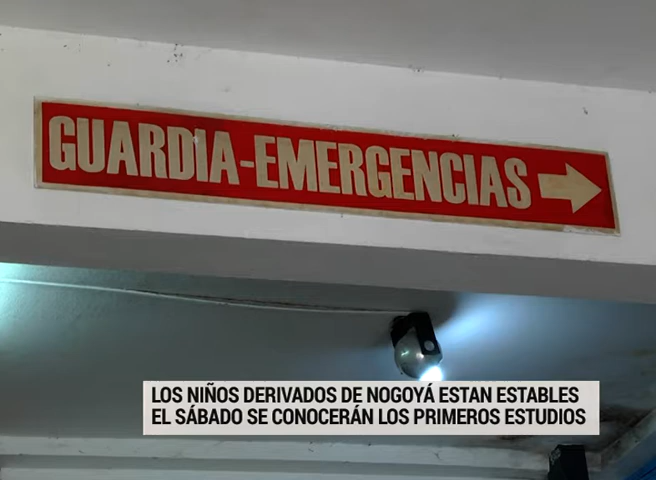 GUARDIA-EMERGENCIAS
LOS NIÑOS DERIVADOS DE NOGOYÁ ESTAN ESTABLES
EL SÁBADO SE CONOCERÁN LOS PRIMEROS ESTUDIOS